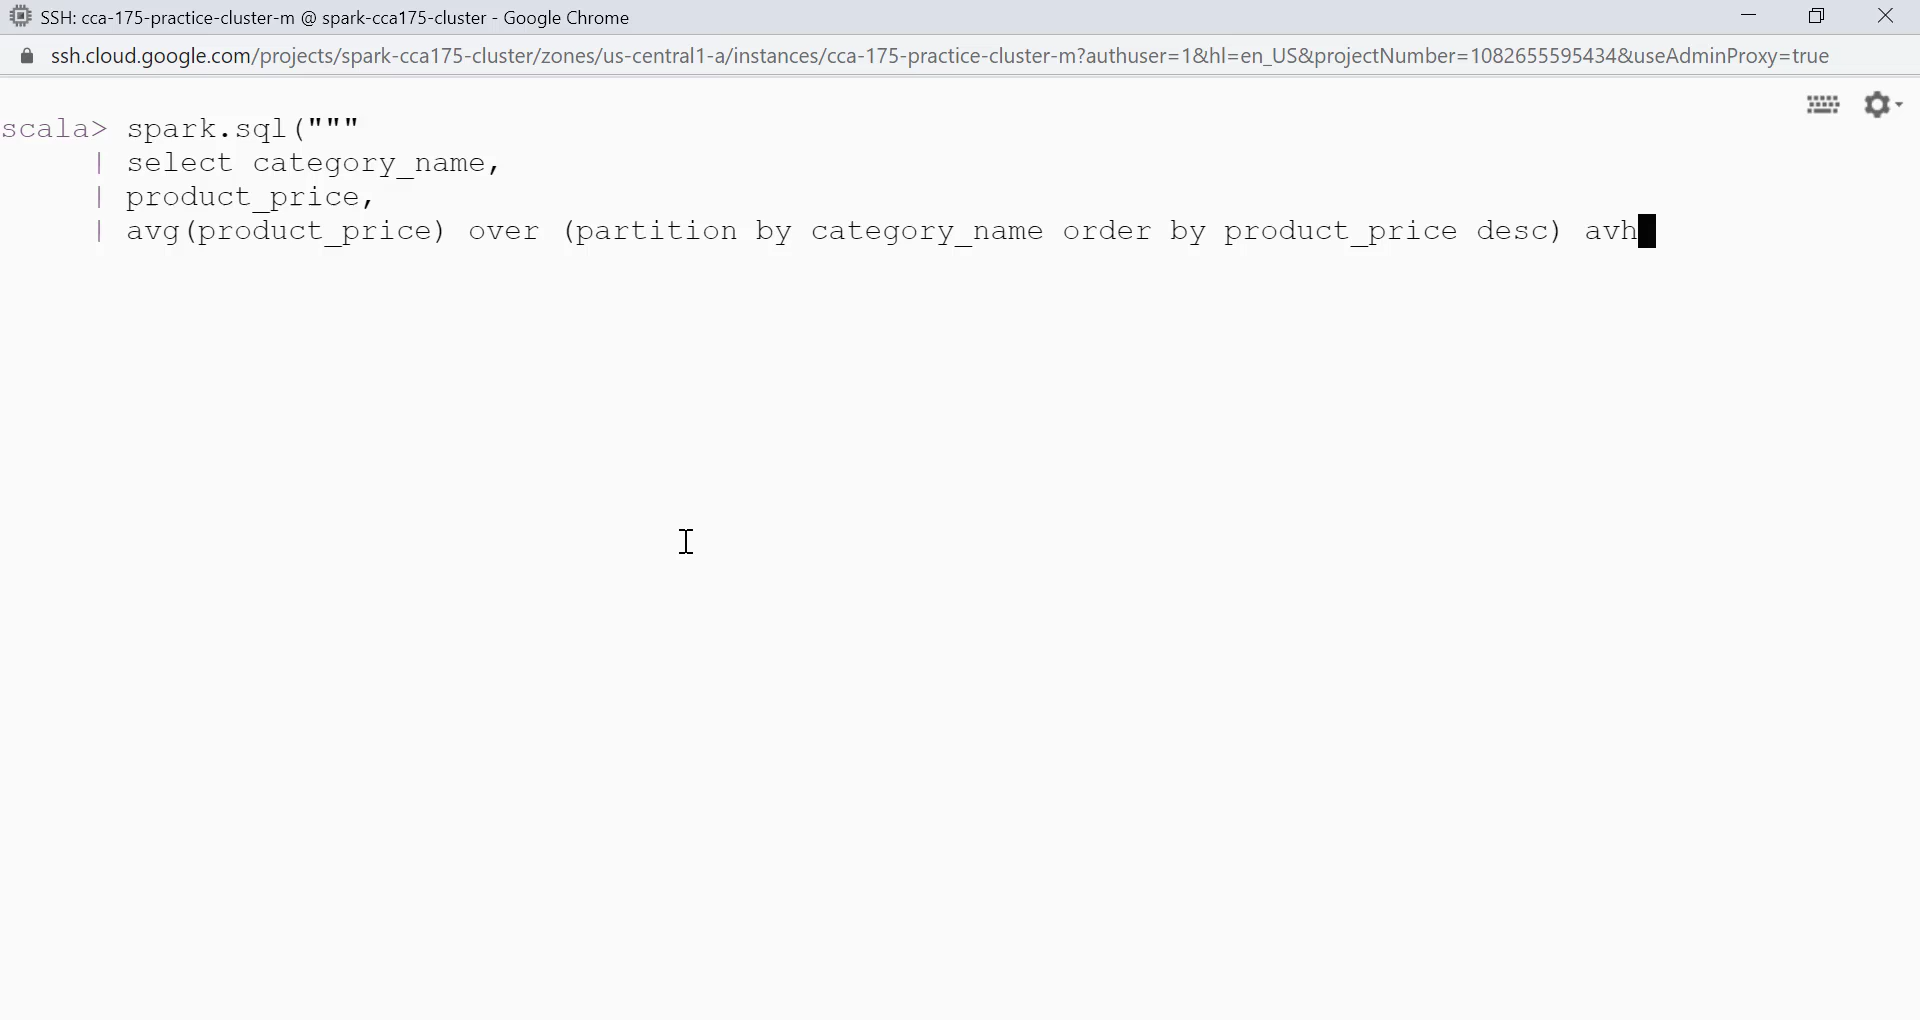 SSH: cca-175-practice-cluster-m @ spark-cca175-cluster - Google Chrome
ssh.cloud.google.com/projects/spark-cca175-cluster/zones/us-central1-a/instances/cca-175-practice-cluster-m?authuser=1&hl=en_US&projectNumber=1082655595434&useAdminProxy=true
scala> spark.sql("""
| select category_name,
| product_price,
| avg(product_price) over (partition by category_name order by product_price desc) avh